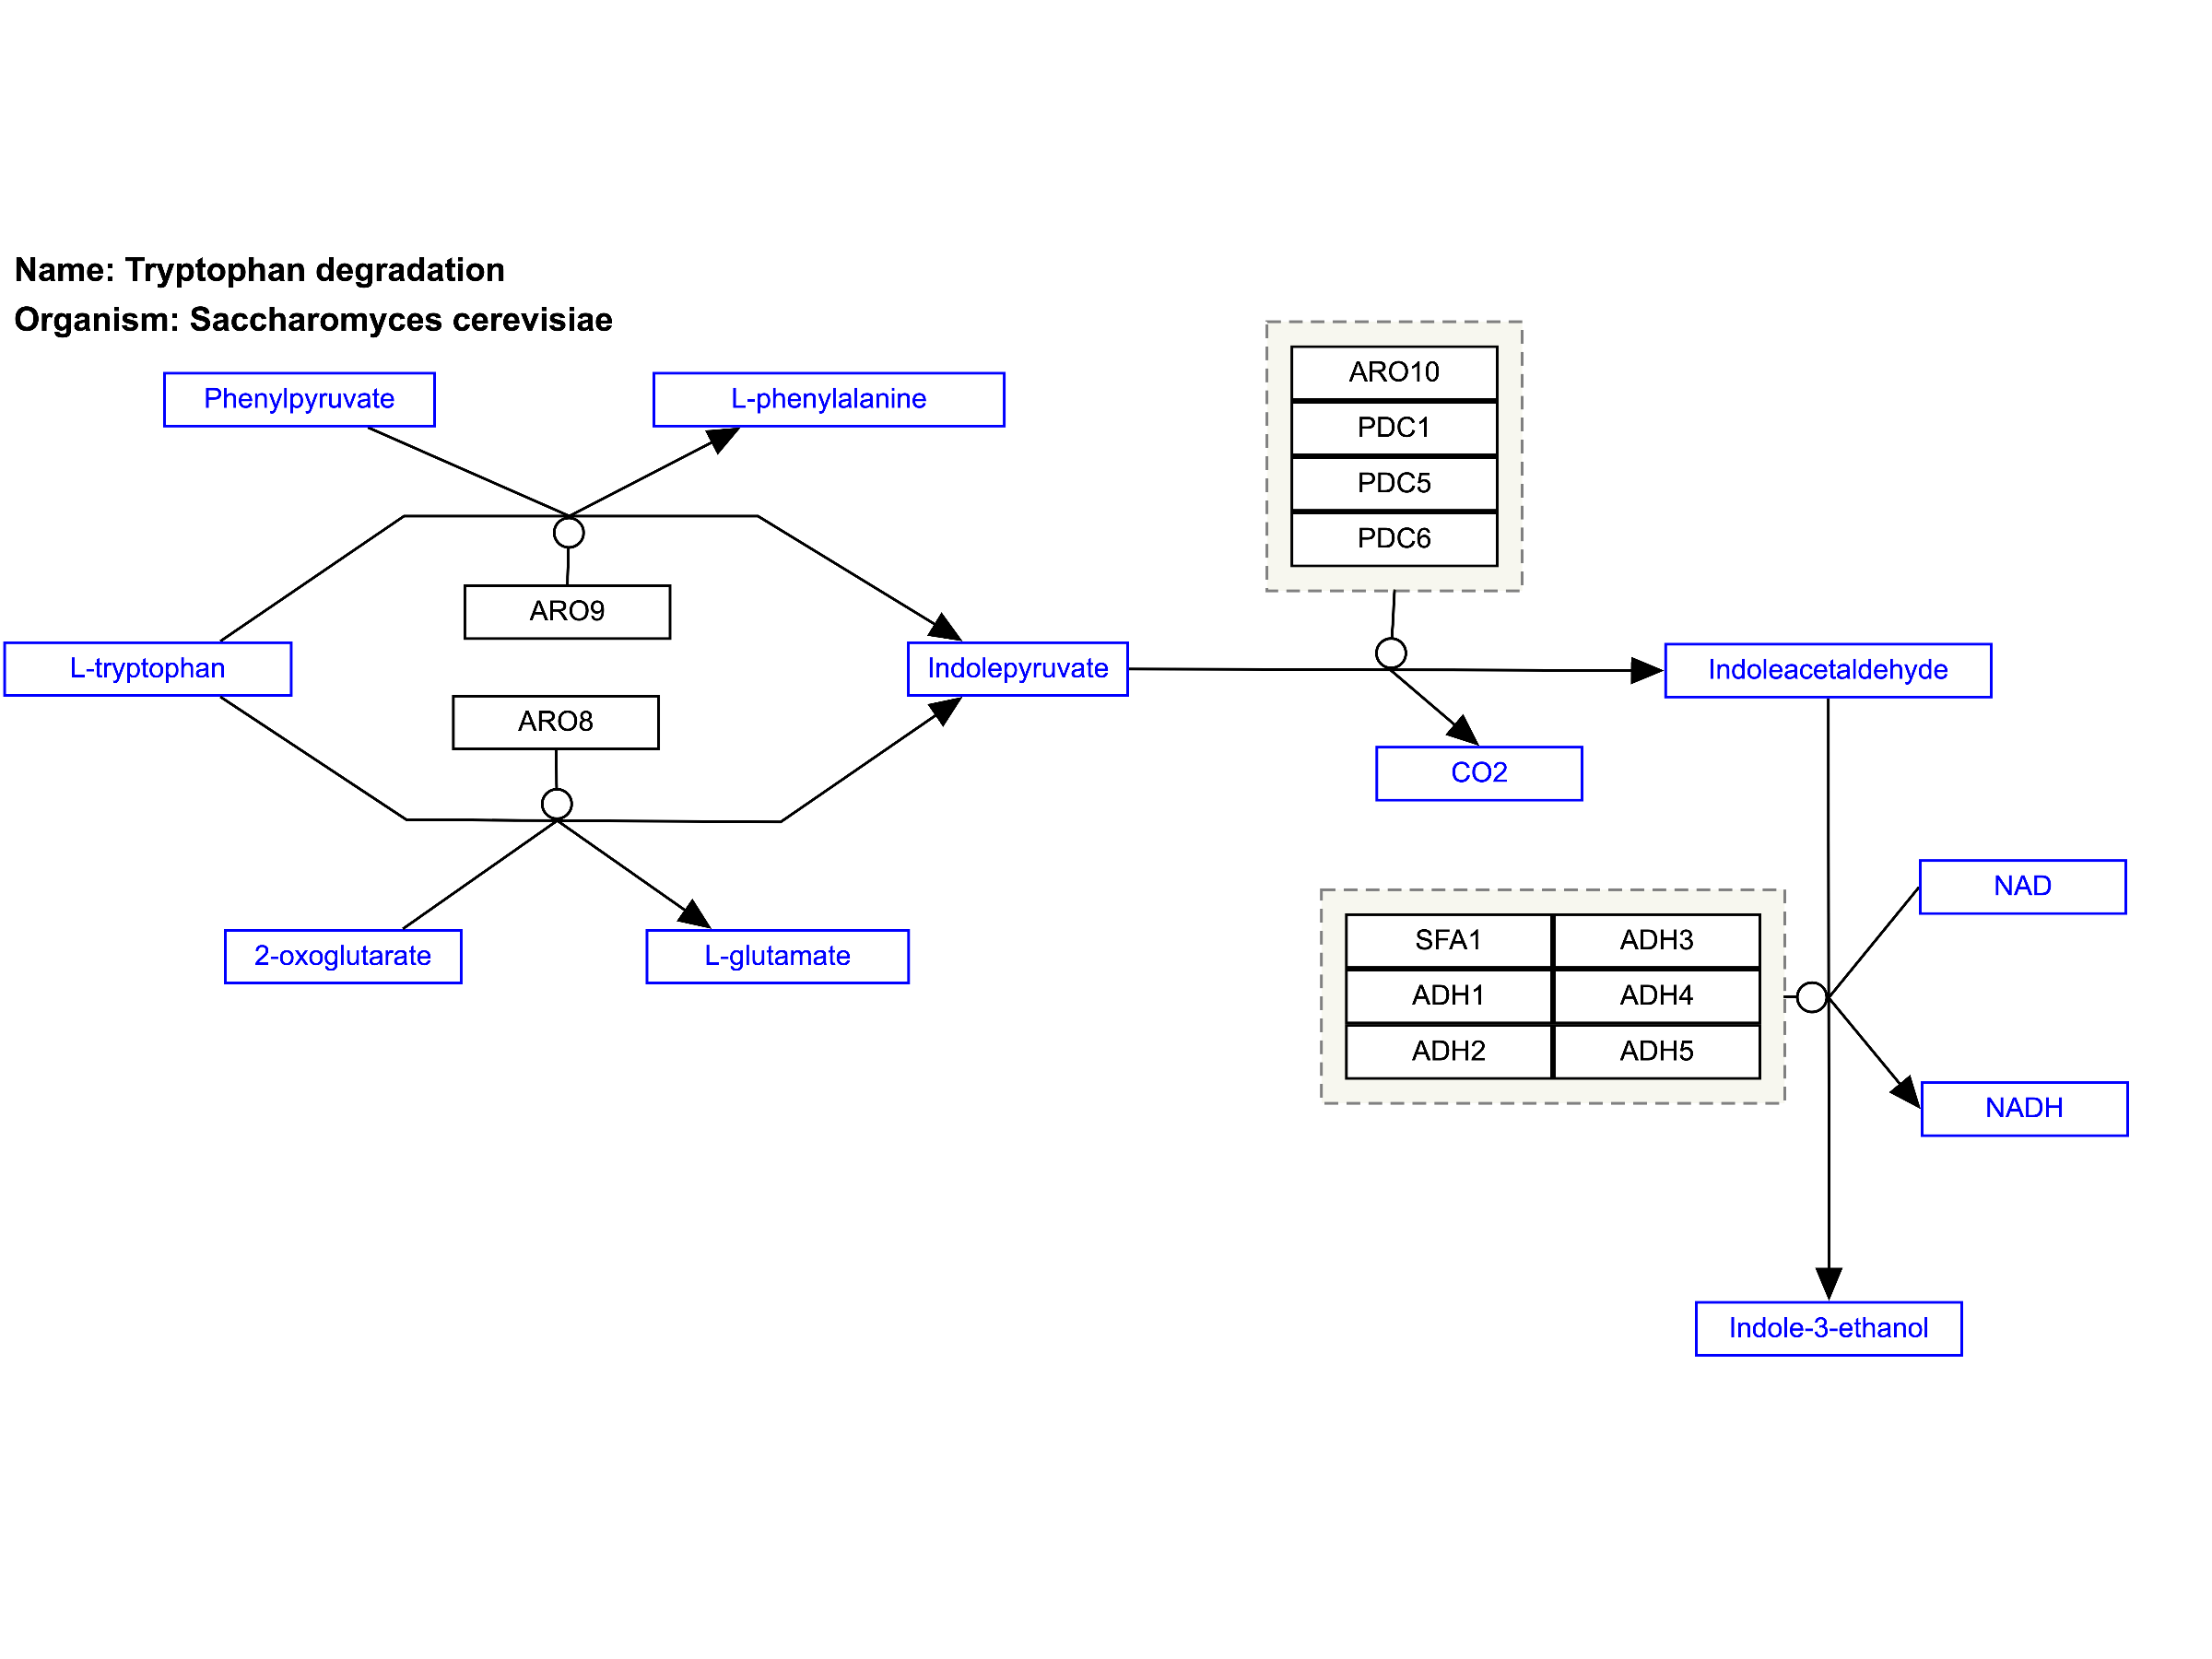 Name: Tryptophan degradation
Organism: Saccharomyces cerevisiae
Phenylpyruvate
L-phenylalanine
ARO10
PDC1
PDC5
PDC6
ARO9
L-tryptophan
Indolepyruvate
Indoleacetaldehyde
ARO8
CO2
2-oxoglutarate
L-glutamate
NAD
SFA1 ADH3
ADH1 ADH4
ADH2 ADH5
NADH
Indole-3-ethanol